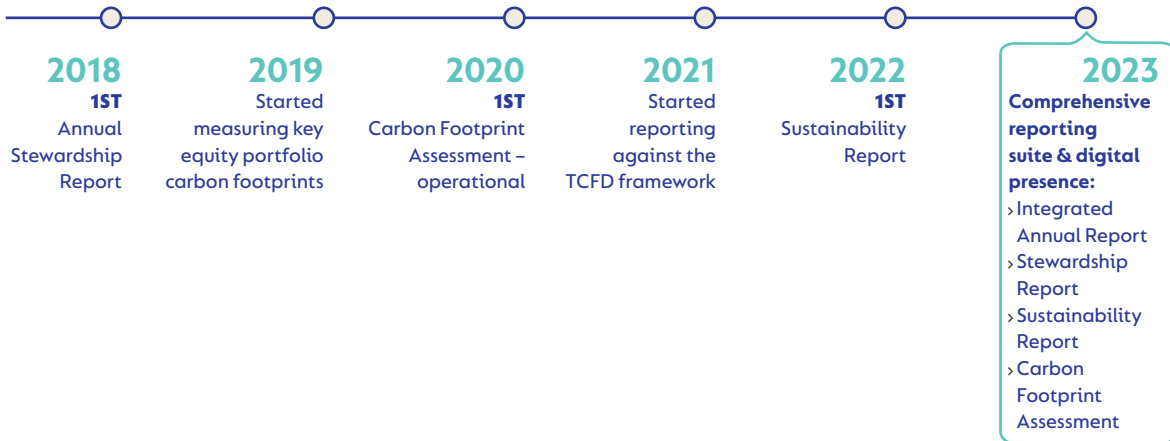 2018
1ST
Annual
Stewardship
Report
2019
Started
measuring key
equity portfolio
carbon footprints
2020
1ST
Carbon Footprint
Assessment –
operational
2021
Started
reporting
against the
TCFD framework
2022
1ST
Sustainability
Report
2023
Comprehensive
reporting
suite & digital
presence:
› Integrated
Annual Report
› Stewardship
Report
› Sustainability
Report
› Carbon
Footprint
Assessment